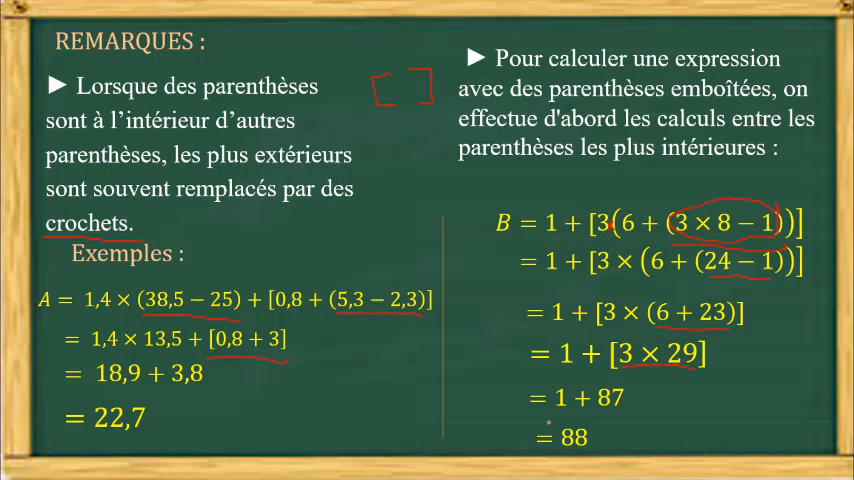 REMARQUES :
► Lorsque des parenthèses
sont à l’intérieur d’autres
parenthèses, les plus extérieurs
sont souvent remplacés par des
crochets.
Exemples :
A = 1,4 × (38,5 − 25) + [0,8 + (5,3 − 2,3)]
= 1,4 × 13,5 + [0,8 + 3]
= 18,9 + 3,8
= 22,7
► Pour calculer une expression
avec des parenthèses emboîtées, on
effectue d'abord les calculs entre les
parenthèses les plus intérieures :
B = 1 + [3(6 + (3 × 8 − 1))]
= 1 + [3 × (6 + (24 − 1))]
= 1 + [3 × (6 + 23)]
= 1 + [3 × 29]
= 1 + 87
= 88